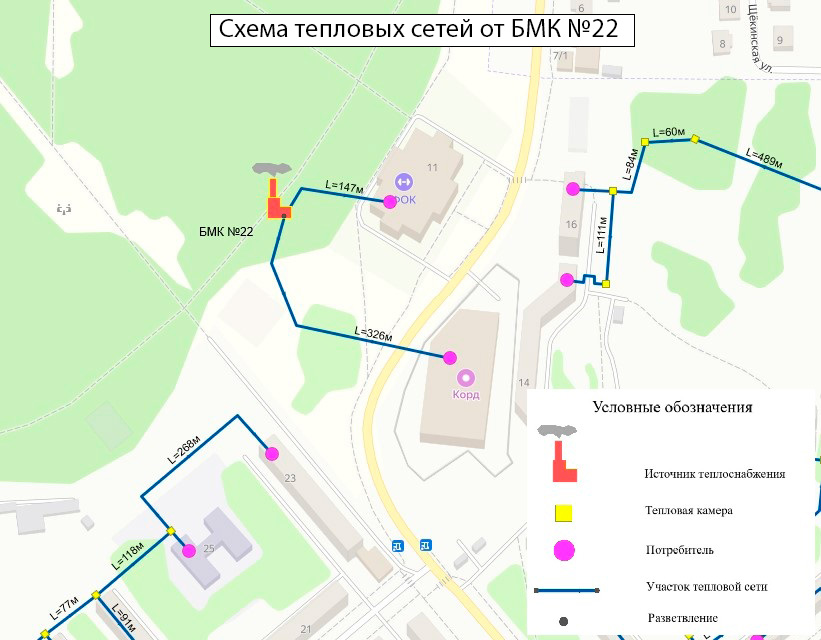 Схема тепловых сетей от БМК №22
6
7/1
Щёкинская ул.
10
8
9
L=60м
L=489м
L=84м
11
ФОК
L=147м
БМК №22
16
L=111м
L=326м
14
Корд
Условные обозначения
Источник теплоснабжения
Тепловая камера
Потребитель
Участок тепловой сети
Разветвление
L=268м
23
25
L=118м
L=77м
L=91м
21